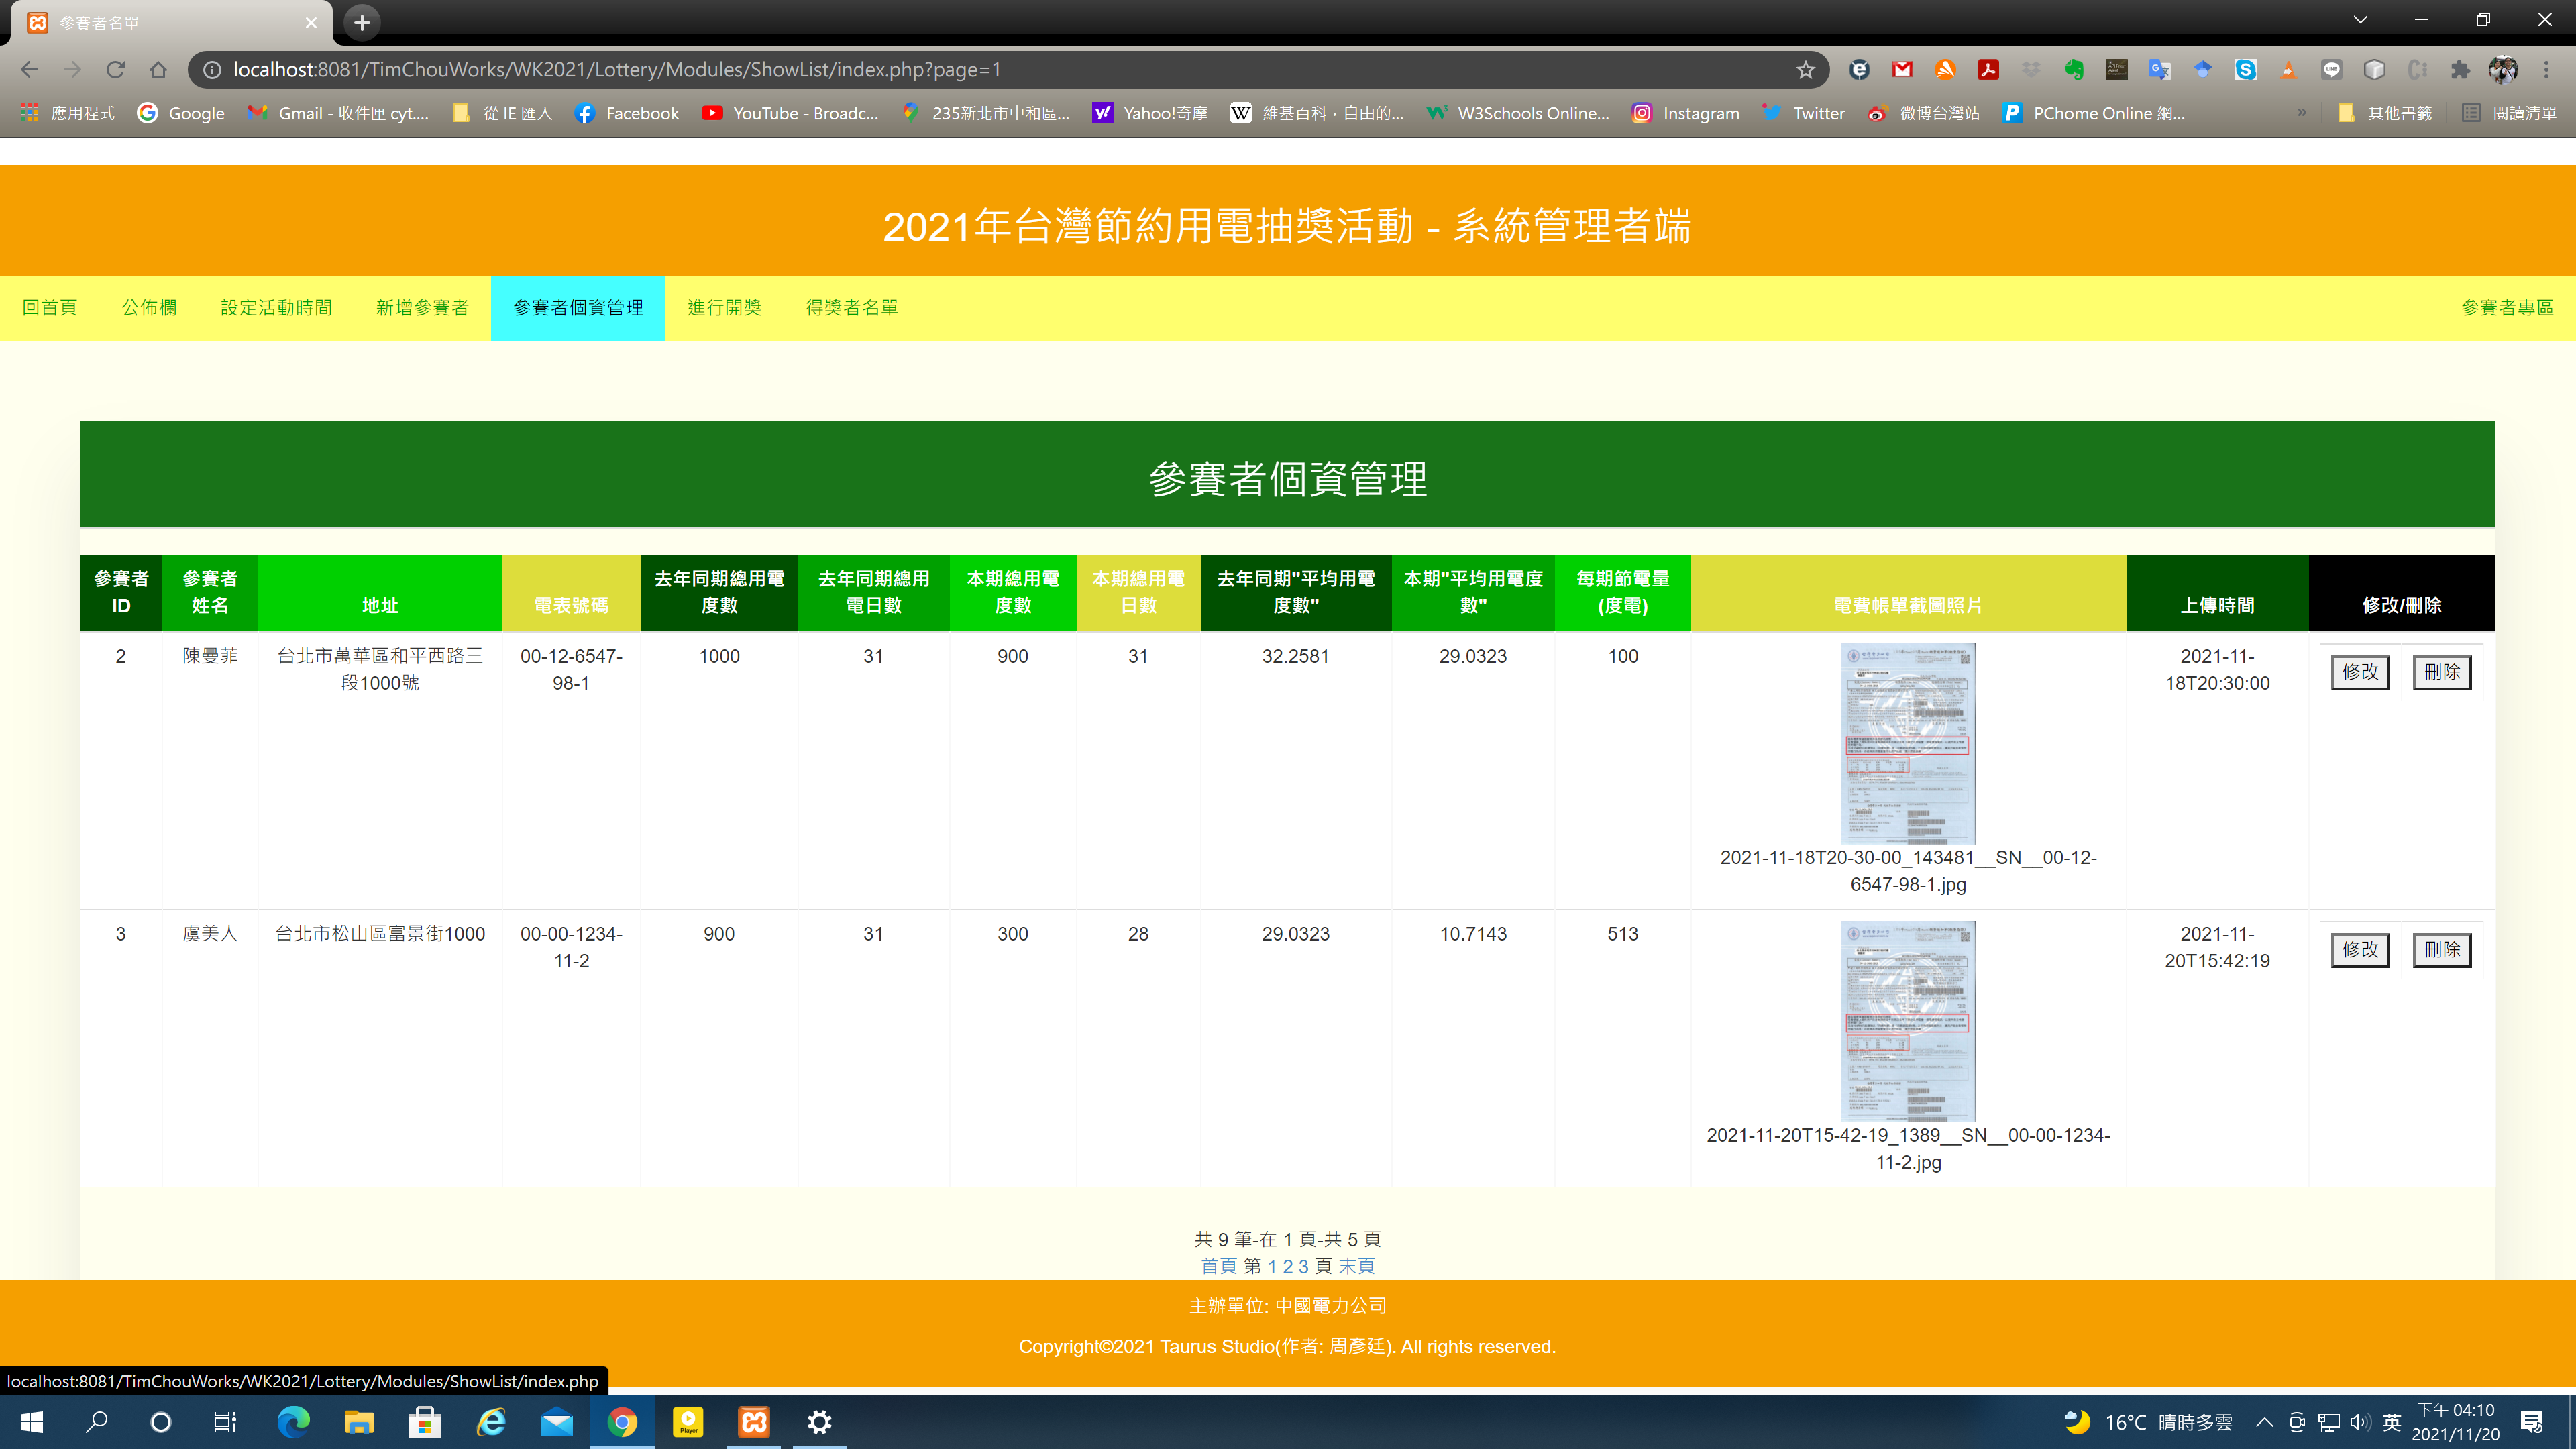 參賽者名單
localhost:8081/TimChouWorks/WK2021/Lottery/Modules/ShowList/index.php?page=1
應用程式 Google Gmail - 收件匣 cyt.... 從 IE 匯入 Facebook YouTube - Broadc... 235新北市中和區... Yahoo!奇摩 維基百科，自由的... W3Schools Online... Instagram Twitter 微博台灣站 PChome Online 網... » 其他書籤 閱讀清單
2021年台灣節約用電抽獎活動 - 系統管理者端
回首頁 公佈欄 設定活動時間 新增參賽者 參賽者個資管理 進行開獎 得獎者名單 參賽者專區
參賽者個資管理
參賽者ID 參賽者姓名 地址 電表號碼 去年同期總用電度數 去年同期總用電日數 本期總用電度數 本期總用電日數 去年同期"平均用電度數" 本期"平均用電度數" 每期節電量(度電) 電費帳單截圖照片 上傳時間 修改/刪除
2 陳曼菲 台北市萬華區和平西路三段1000號 00-12-6547-98-1 1000 31 900 31 32.2581 29.0323 100 2021-11-18T20:30:00 修改 刪除
2021-11-18T20-30-00_143481__SN__00-12-6547-98-1.jpg
3 虞美人 台北市松山區富景街1000 00-00-1234-11-2 900 31 300 28 29.0323 10.7143 513 2021-11-20T15:42:19 修改 刪除
2021-11-20T15-42-19_1389__SN__00-00-1234-11-2.jpg
共 9 筆-在 1 頁-共 5 頁
首頁 第 1 2 3 頁 末頁
主辦單位: 中國電力公司
Copyright©2021 Taurus Studio(作者: 周彥廷). All rights reserved.
localhost:8081/TimChouWorks/WK2021/Lottery/Modules/ShowList/index.php
16°C 晴時多雲 英 下午 04:10
2021/11/20